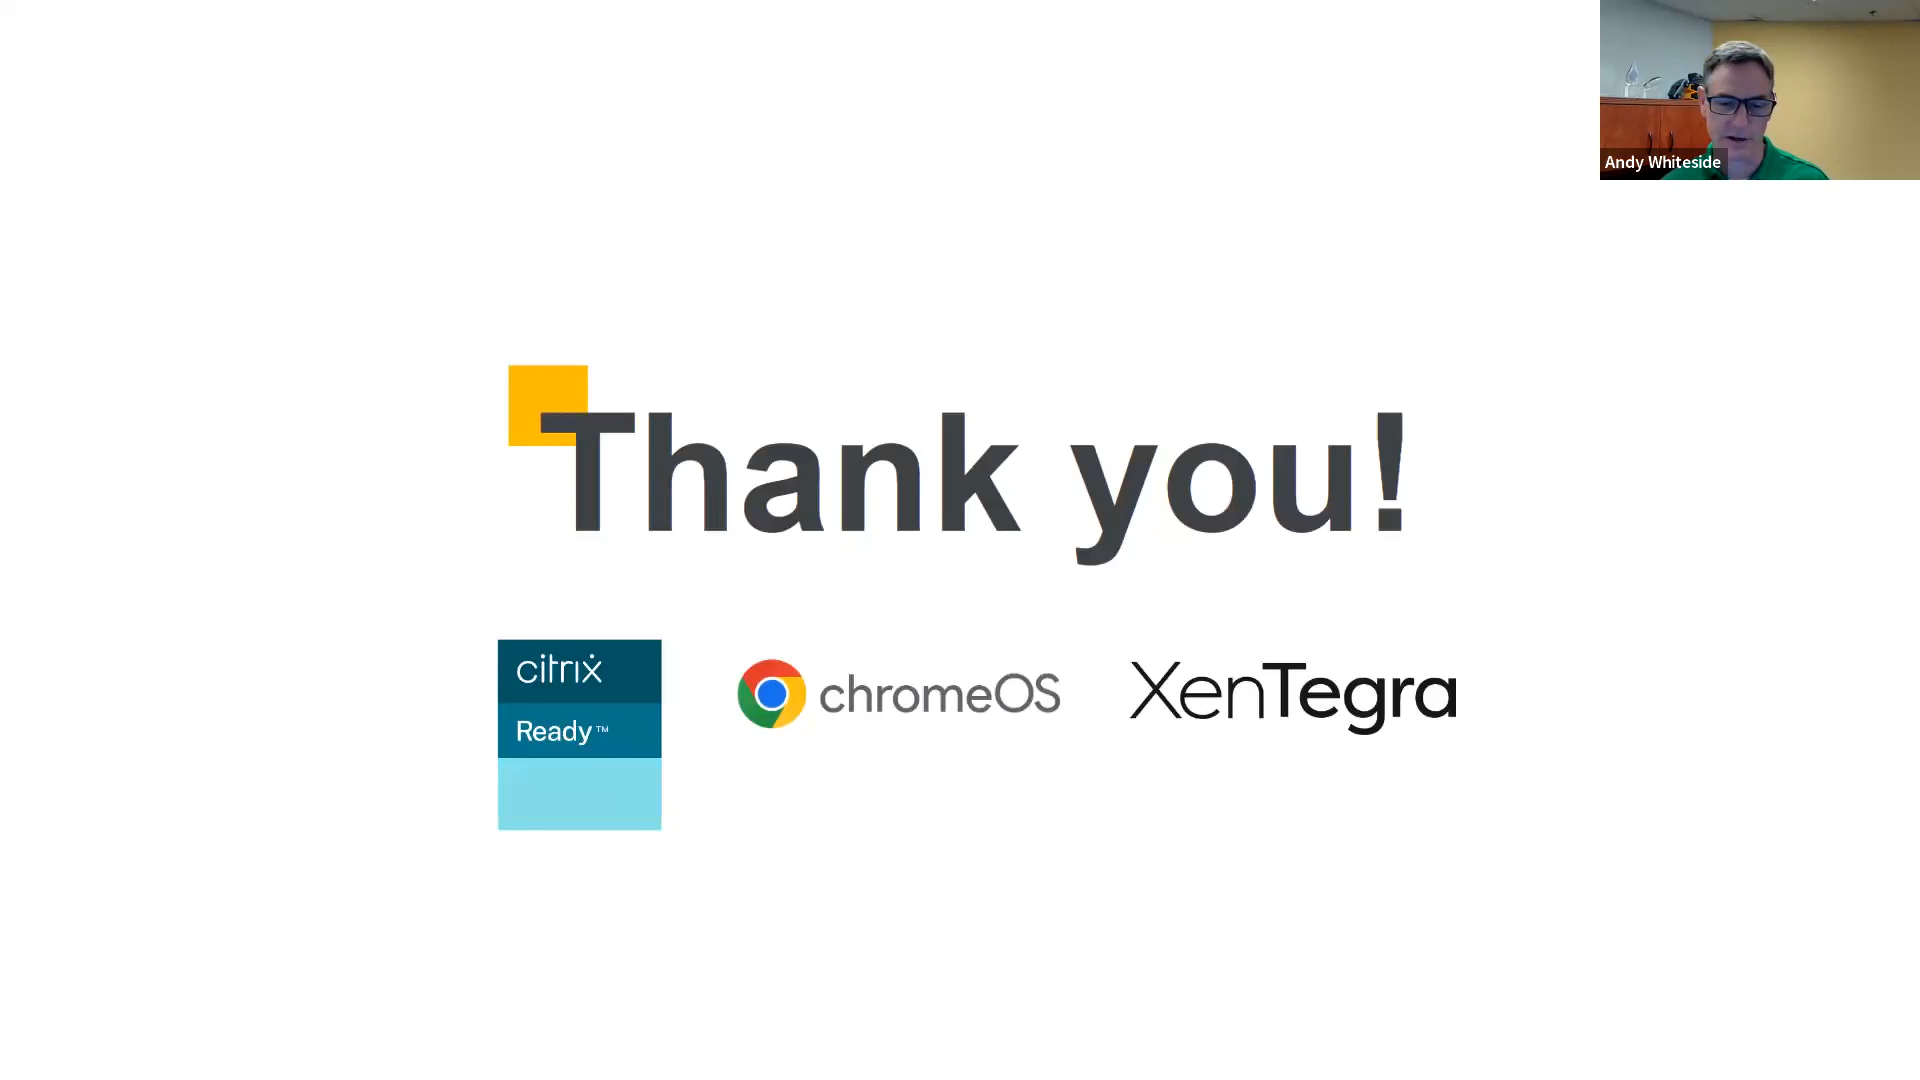 Andy Whiteside
Thank you!
citrix
Ready™
chromeOS
XenTegra